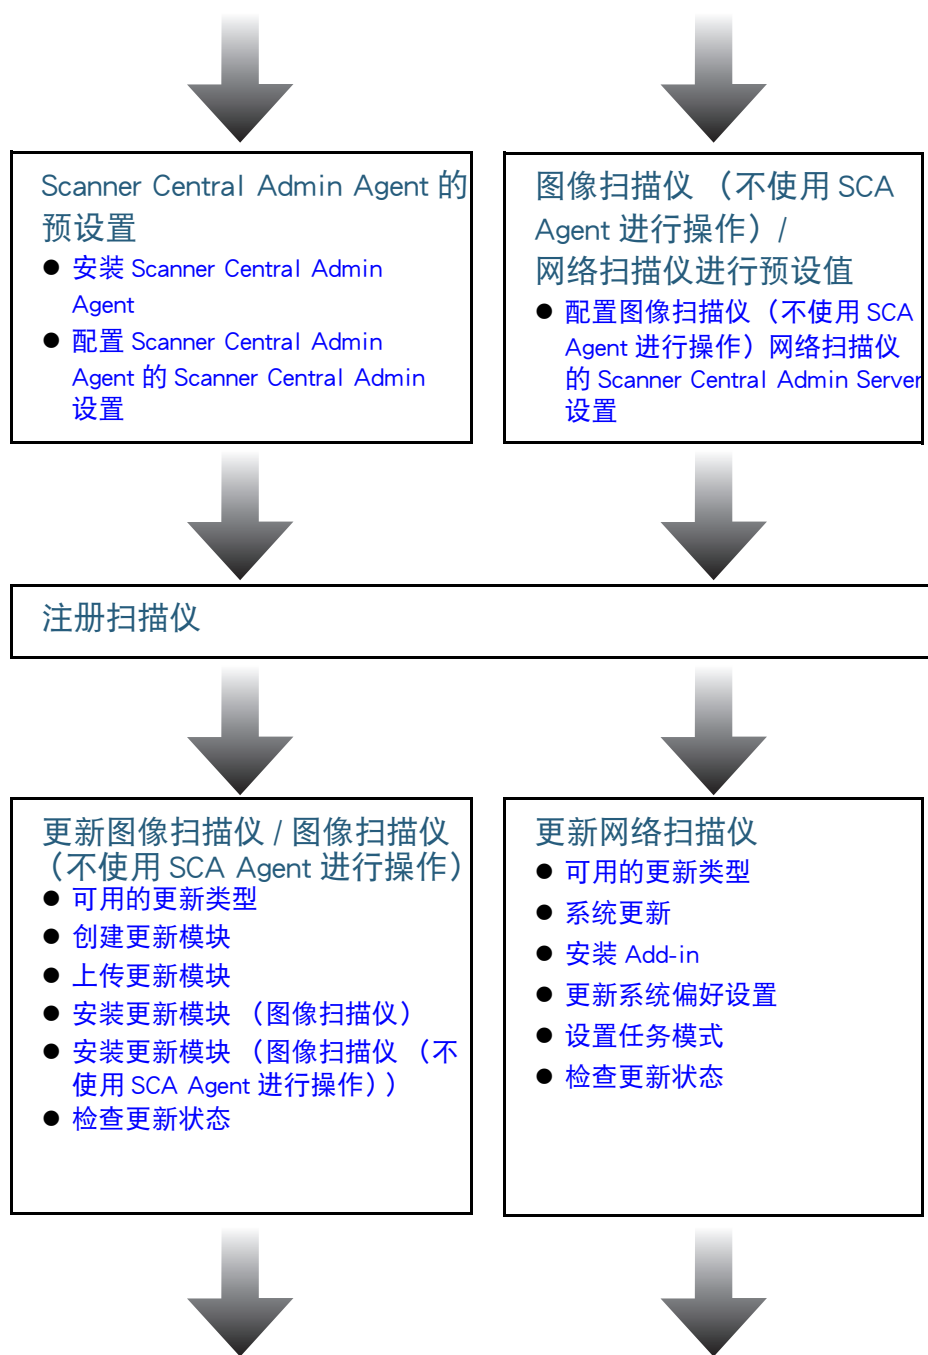 Scanner Central Admin Agent 的
预设置
● 安装 Scanner Central Admin
Agent
● 配置 Scanner Central Admin
Agent 的 Scanner Central Admin
设置
图像扫描仪 （不使用 SCA
Agent 进行操作）/
网络扫描仪进行预设值
● 配置图像扫描仪（不使用 SCA
Agent 进行操作）网络扫描仪
的 Scanner Central Admin Server
设置
注册扫描仪
更新图像扫描仪 / 图像扫描仪
（不使用 SCA Agent 进行操作）
● 可用的更新类型
● 创建更新模块
● 上传更新模块
● 安装更新模块 （图像扫描仪）
● 安装更新模块 （图像扫描仪 （不
使用 SCA Agent 进行操作））
● 检查更新状态
更新网络扫描仪
● 可用的更新类型
● 系统更新
● 安装 Add-in
● 更新系统偏好设置
● 设置任务模式
● 检查更新状态